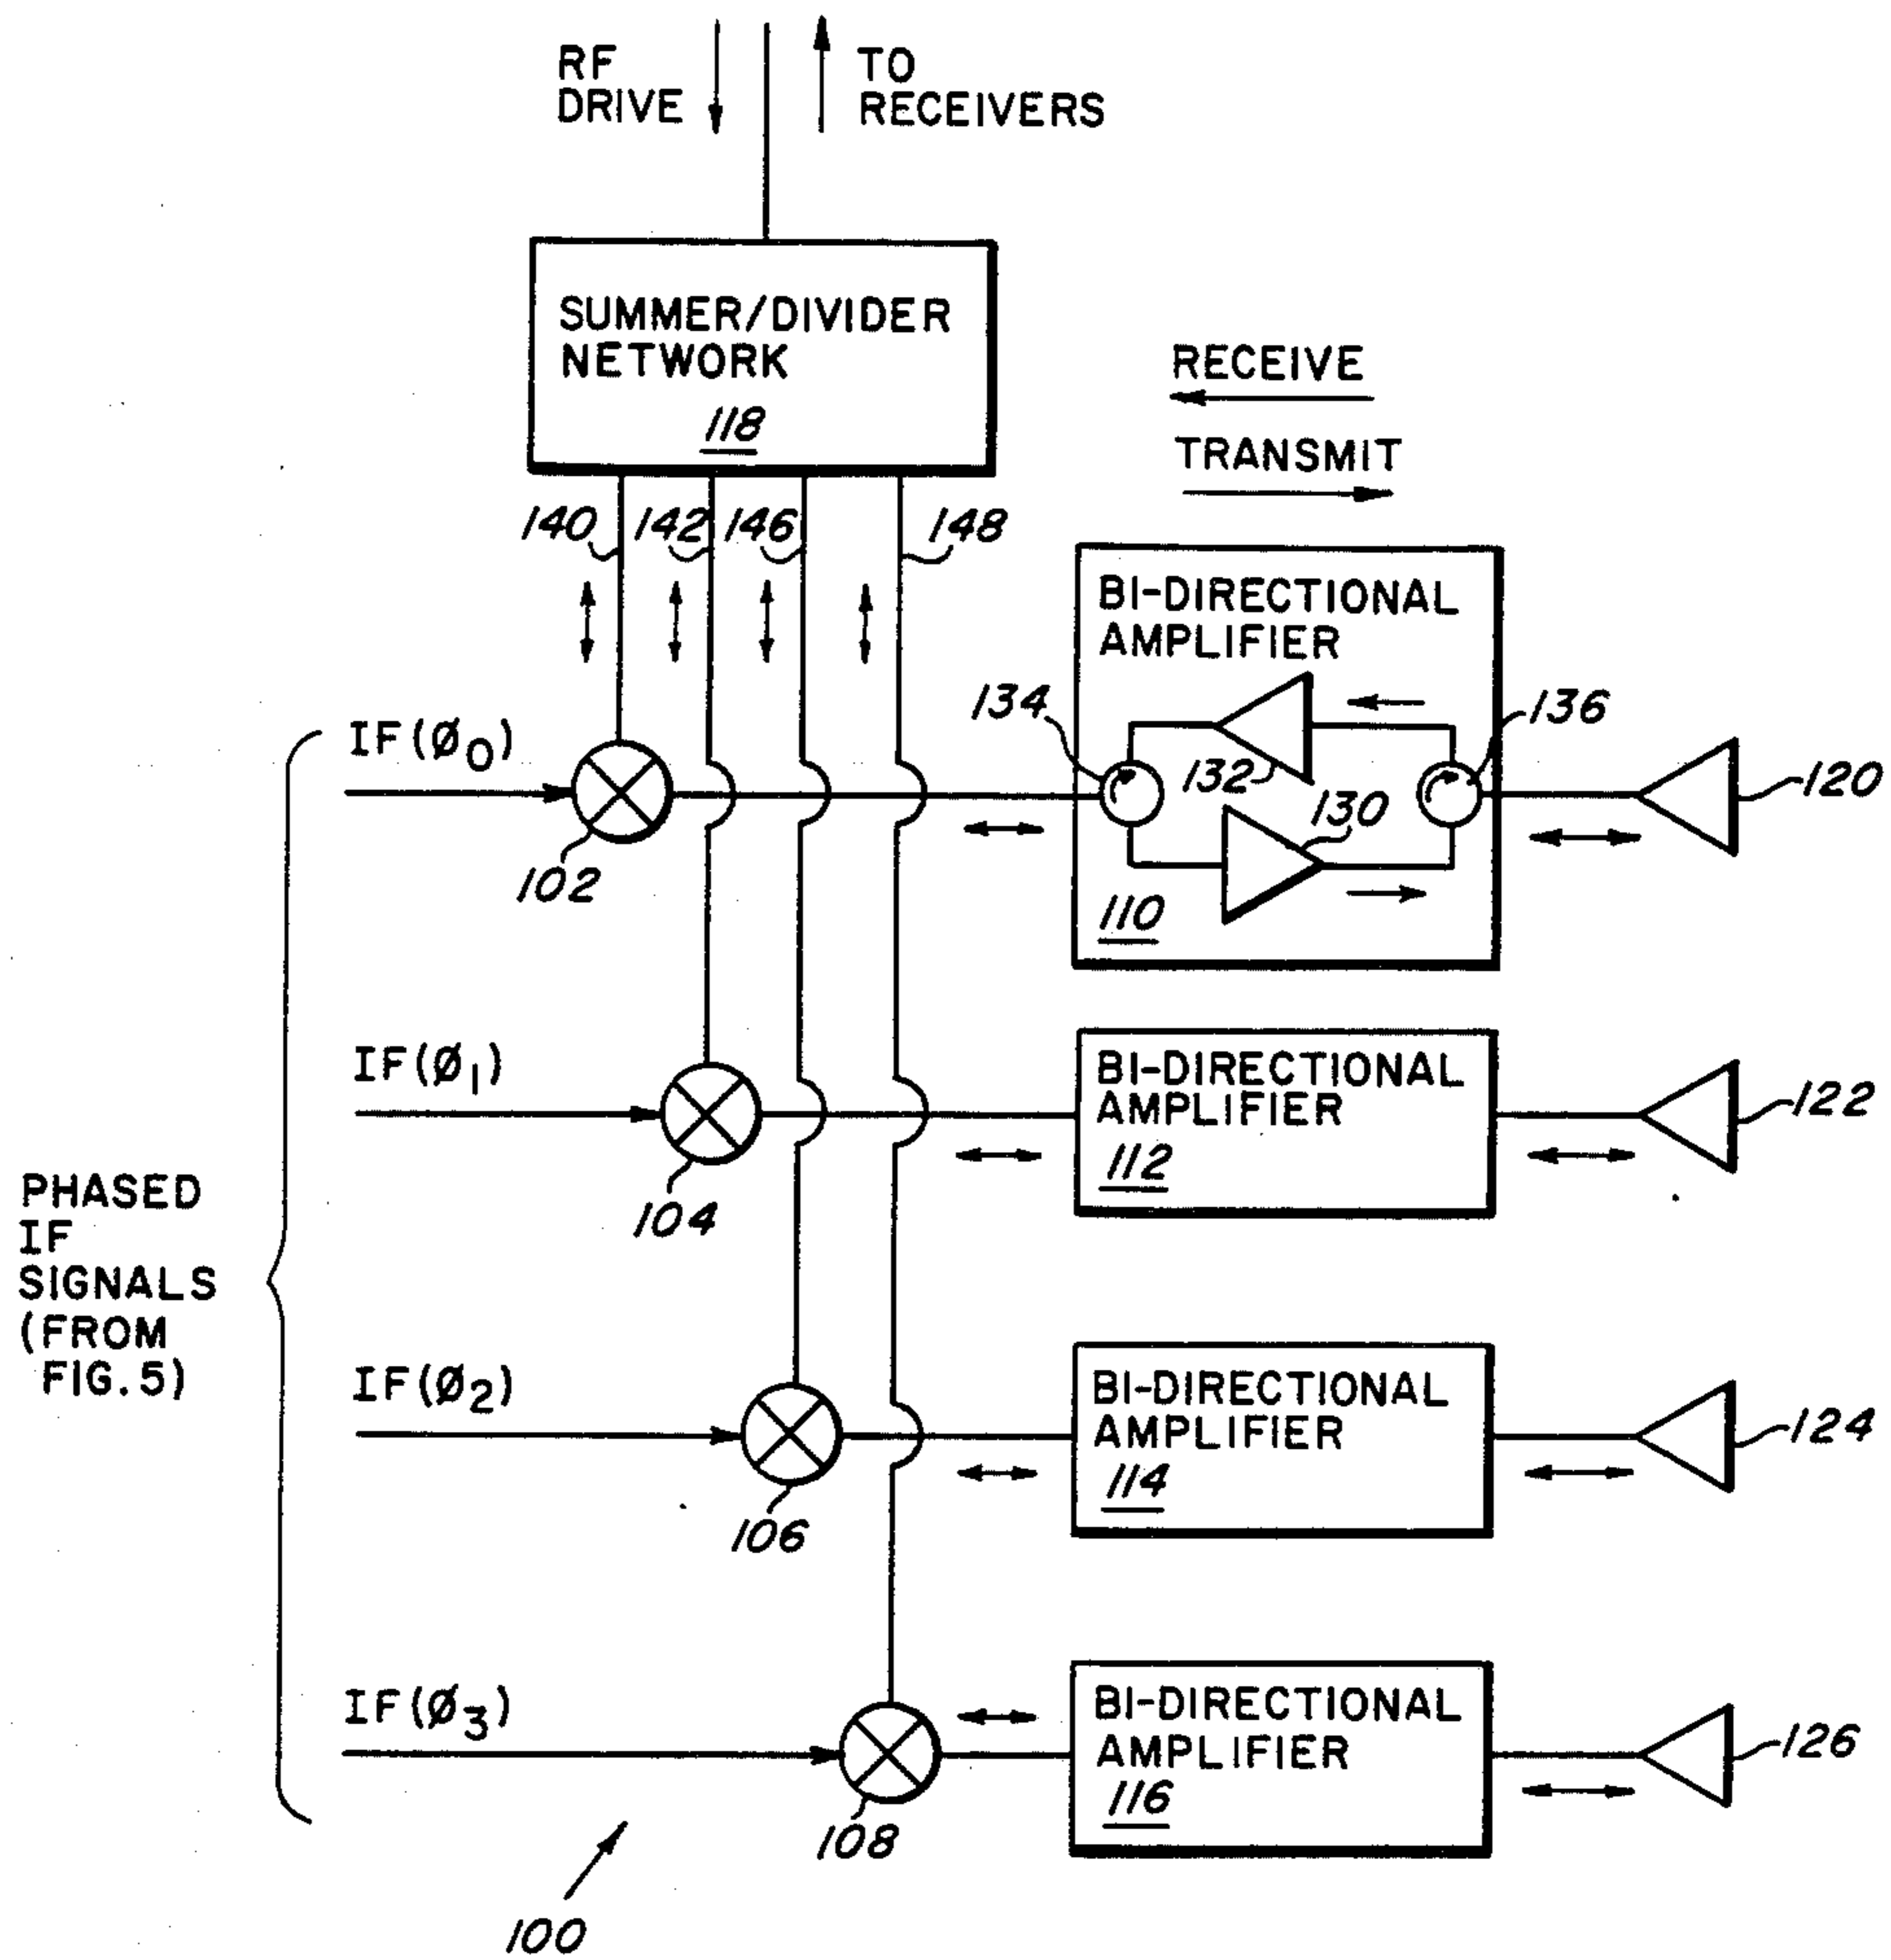 RF
DRIVE
TO
RECEIVERS
SUMMER/DIVIDER
NETWORK
118
RECEIVE
TRANSMIT
140
142
146
148
BI-DIRECTIONAL
AMPLIFIER
134
132
130
136
110
120
IF(Ø0)
102
IF(Ø1)
104
BI-DIRECTIONAL
AMPLIFIER
112
122
PHASED
IF
SIGNALS
(FROM
FIG.5)
IF(Ø2)
106
BI-DIRECTIONAL
AMPLIFIER
114
124
IF(Ø3)
108
BI-DIRECTIONAL
AMPLIFIER
116
126
100